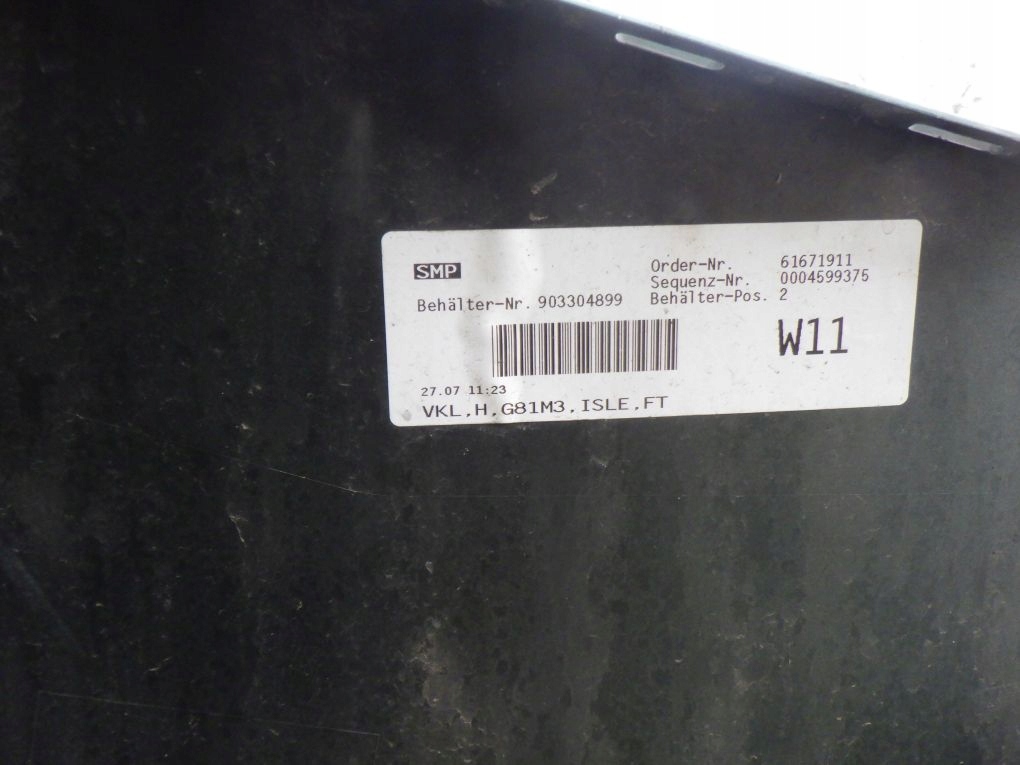 SMP
Order-Nr. 61671911
Sequenz-Nr. 0004599375
Behälter-Nr. 903304899 Behälter-Pos. 2
W11
27.07 11:23
VKL,H,G81M3,ISLE,FT